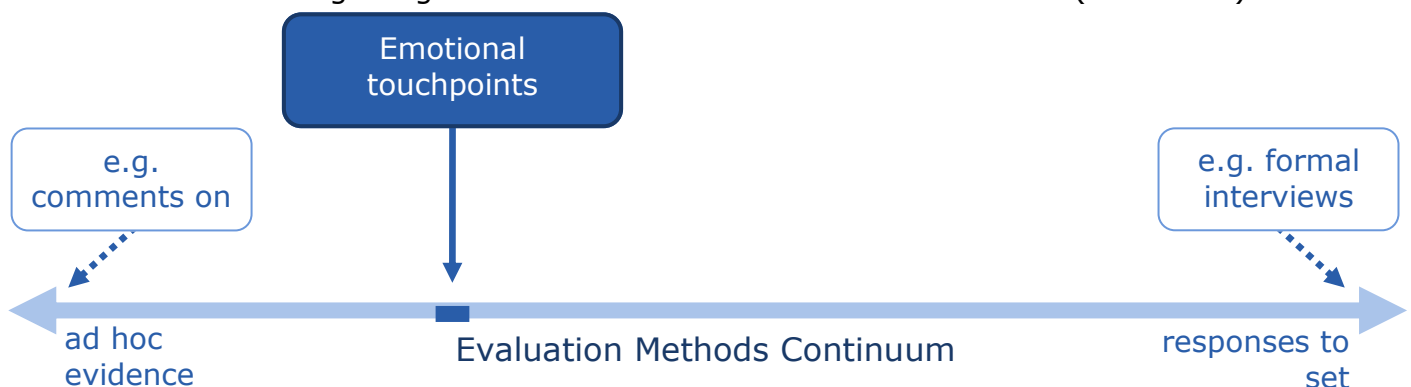 Emotional
touchpoints
e.g.
comments on
e.g. formal
interviews
ad hoc
evidence
Evaluation Methods Continuum
responses to
set